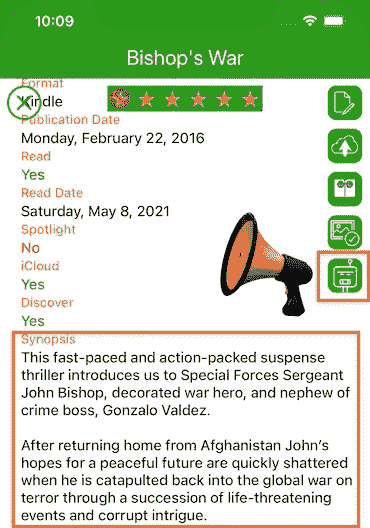 10:09
Bishop's War
Format
Kindle
Publication Date
Monday, February 22, 2016
Read
Yes
Read Date
Saturday, May 8, 2021
Spotlight
No
iCloud
Yes
Discover
Yes
Synopsis
This fast-paced and action-packed suspense
thriller introduces us to Special Forces Sergeant
John Bishop, decorated war hero, and nephew of
crime boss, Gonzalo Valdez.
After returning home from Afghanistan John’s
hopes for a peaceful future are quickly shattered
when he is catapulted back into the global war on
terror through a succession of life-threatening
events and corrupt intrigue.